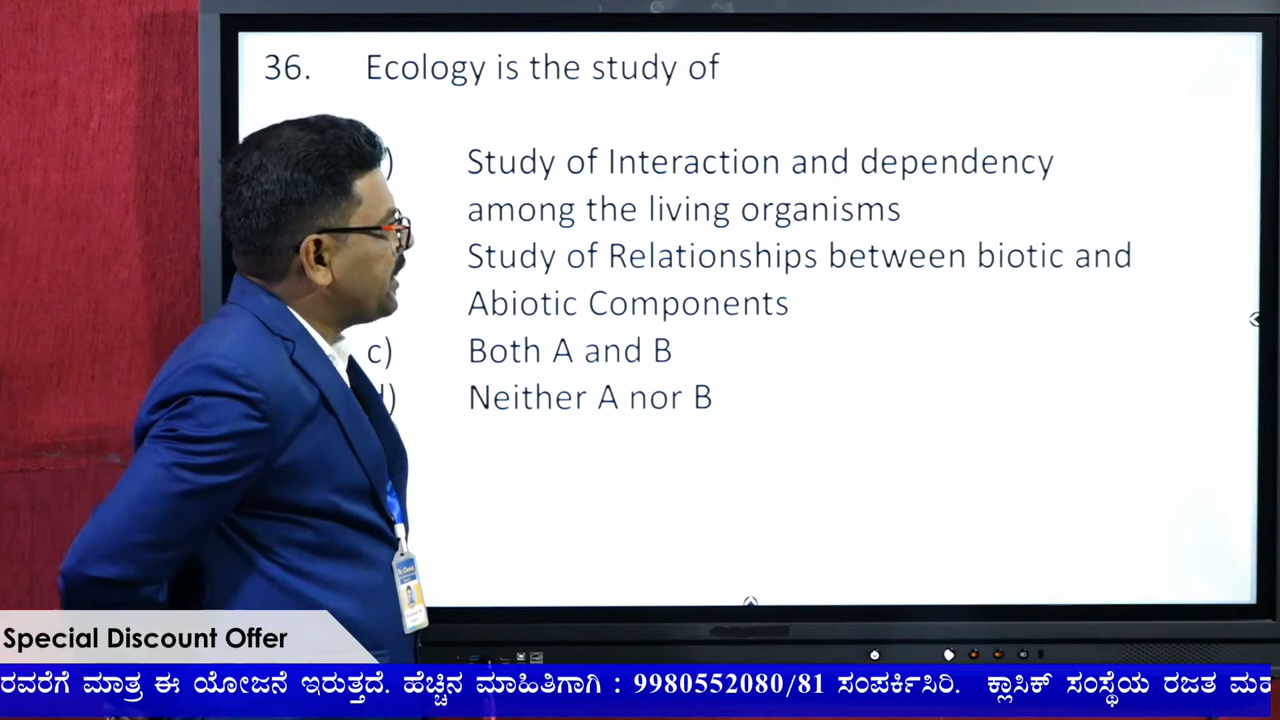 36. Ecology is the study of
) Study of Interaction and dependency
among the living organisms
Study of Relationships between biotic and
Abiotic Components
c) Both A and B
) Neither A nor B
Special Discount Offer
ರವರೆಗೆ ಮಾತ್ರ ಈ ಯೋಜನೆ ಇರುತ್ತದೆ. ಹೆಚ್ಚಿನ ಮಾಹಿತಿಗಾಗಿ : 9980552080/81 ಸಂಪರ್ಕಿಸಿರಿ. ಕ್ಲಾಸಿಕ್ ಸಂಸ್ಥೆಯ ರಜತ